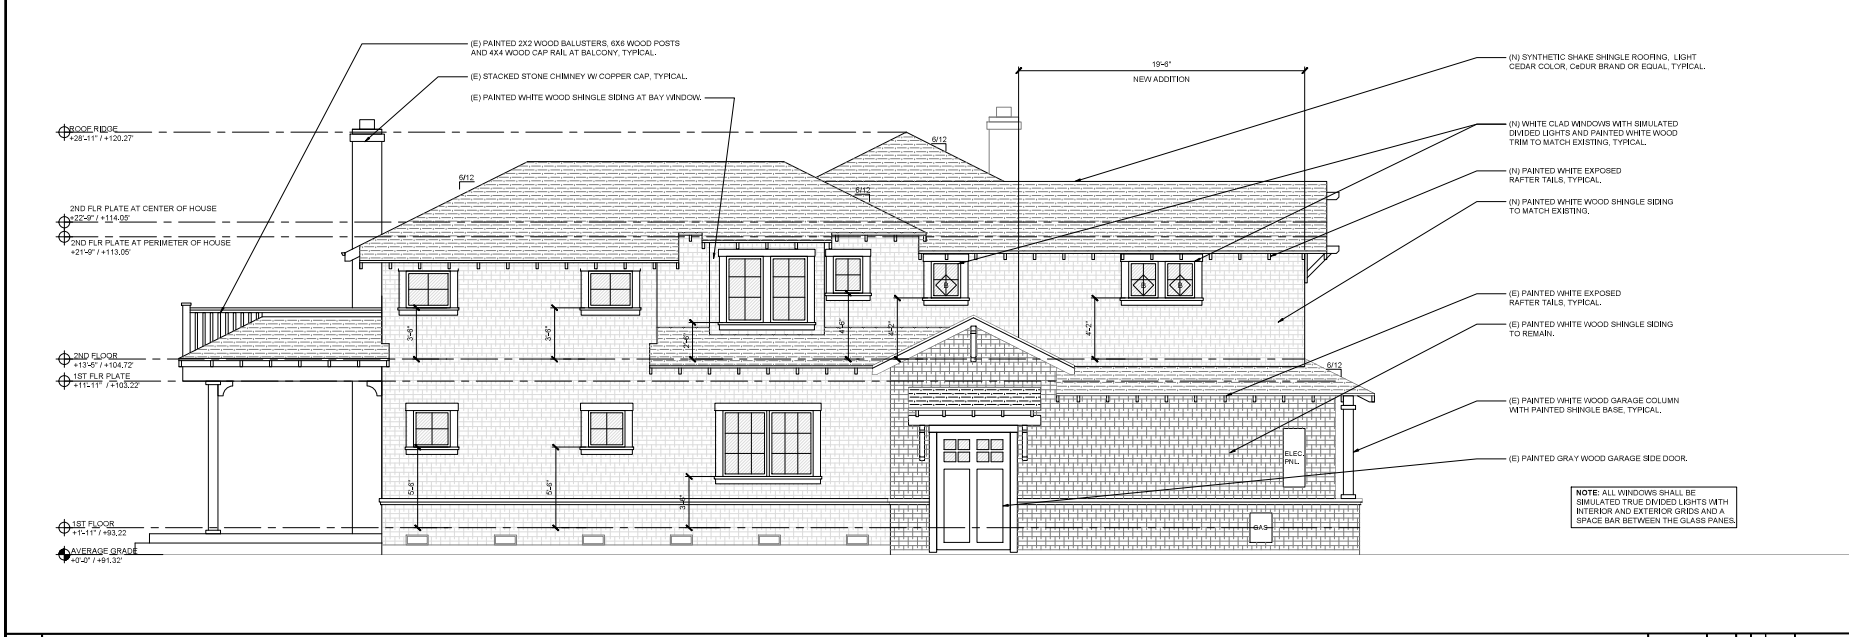 (E) PAINTED 2X2 WOOD BALUSTERS, 6X6 WOOD POSTS
AND 4X4 WOOD CAP RAIL AT BALCONY, TYPICAL.
(E) STACKED STONE CHIMNEY W/ COPPER CAP, TYPICAL.
(E) PAINTED WHITE WOOD SHINGLE SIDING AT BAY WINDOW.
19'-6"
NEW ADDITION
(N) SYNTHETIC SHAKE SHINGLE ROOFING, LIGHT
CEDAR COLOR, CeDUR BRAND OR EQUAL, TYPICAL.
(N) WHITE CLAD WINDOWS WITH SIMULATED
DIVIDED LIGHTS AND PAINTED WHITE WOOD
TRIM TO MATCH EXISTING, TYPICAL.
(N) PAINTED WHITE EXPOSED
RAFTER TAILS, TYPICAL.
(N) PAINTED WHITE WOOD SHINGLE SIDING
TO MATCH EXISTING.
(E) PAINTED WHITE EXPOSED
RAFTER TAILS, TYPICAL.
(E) PAINTED WHITE WOOD SHINGLE SIDING
TO REMAIN.
(E) PAINTED WHITE WOOD GARAGE COLUMN
WITH PAINTED SHINGLE BASE, TYPICAL.
(E) PAINTED GRAY WOOD GARAGE SIDE DOOR.
NOTE: ALL WINDOWS SHALL BE
SIMULATED TRUE DIVIDED LIGHTS WITH
INTERIOR AND EXTERIOR GRIDS AND A
SPACE BAR BETWEEN THE GLASS PANES.
ROOF RIDGE
+28'-11" / +120.27'
2ND FLR PLATE AT CENTER OF HOUSE
+22'-9" / +114.05'
2ND FLR PLATE AT PERIMETER OF HOUSE
+21'-9" / +113.05'
2ND FLOOR
+13'-5" / +104.72'
1ST FLR PLATE
+11'-11" / +103.22'
1ST FLOOR
+1'-11" / +93.22
AVERAGE GRADE
+0'-0" / +91.32'
6/12
6/12
6/12
6/12
B
B
B
3'-6"
3'-6"
2'-6"
4'-6"
4'-2"
4'-2"
5'-6"
5'-6"
3'-6"
ELEC.
PNL.
GAS